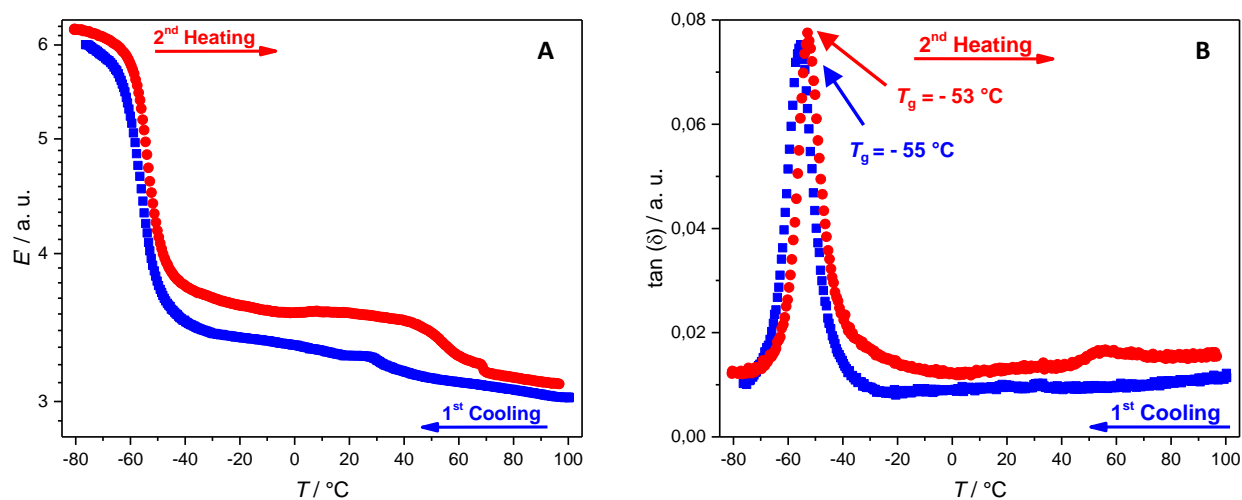 2nd Heating
A
6
5
4
3
E / a. u.
1st Cooling
-80 -60 -40 -20 0 20 40 60 80 100
T / °C
0,08
0,06
0,04
0,02
0,00
tan (δ) / a. u.
2nd Heating
B
Tg = - 53 °C
Tg = - 55 °C
1st Cooling
-80 -60 -40 -20 0 20 40 60 80 100
T / °C